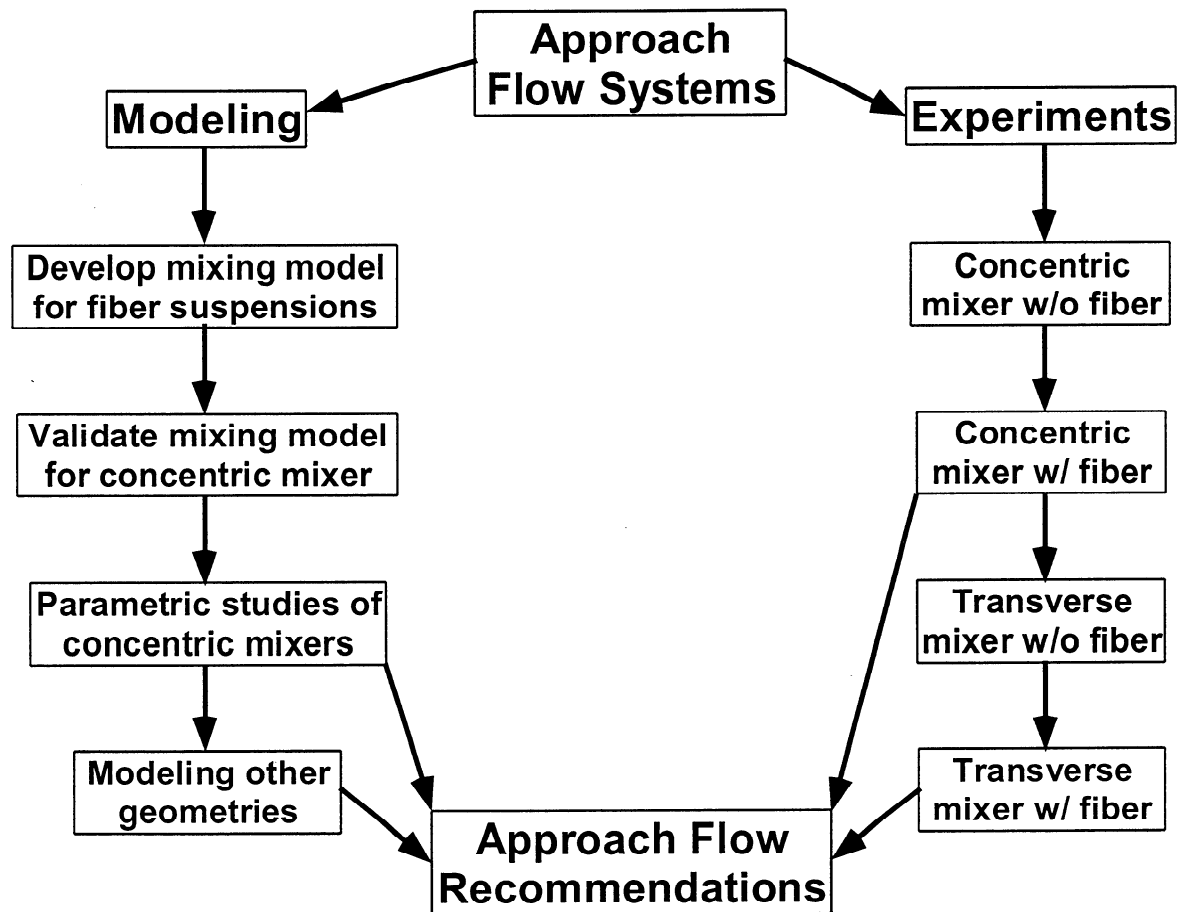 Approach
Flow Systems
Modeling
Experiments
Develop mixing model
for fiber suspensions
Concentric
mixer w/o fiber
Validate mixing model
for concentric mixer
Concentric
mixer w/ fiber
Parametric studies of
concentric mixers
Transverse
mixer w/o fiber
Modeling other
geometries
Transverse
mixer w/ fiber
Approach Flow
Recommendations